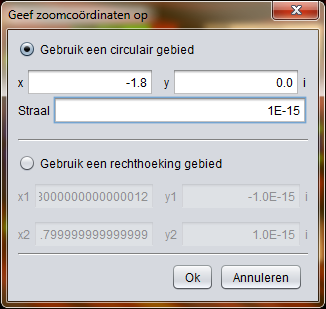 Geef zoomcoördinaten op
Gebruik een circulair gebied
x -1.8 y 0.0 i
Straal 1E-15
Gebruik een rechthoeking gebied
x1 3000000000000012 y1 -1.0E-15 i
x2 .799999999999999 y2 1.0E-15 i
Ok Annuleren